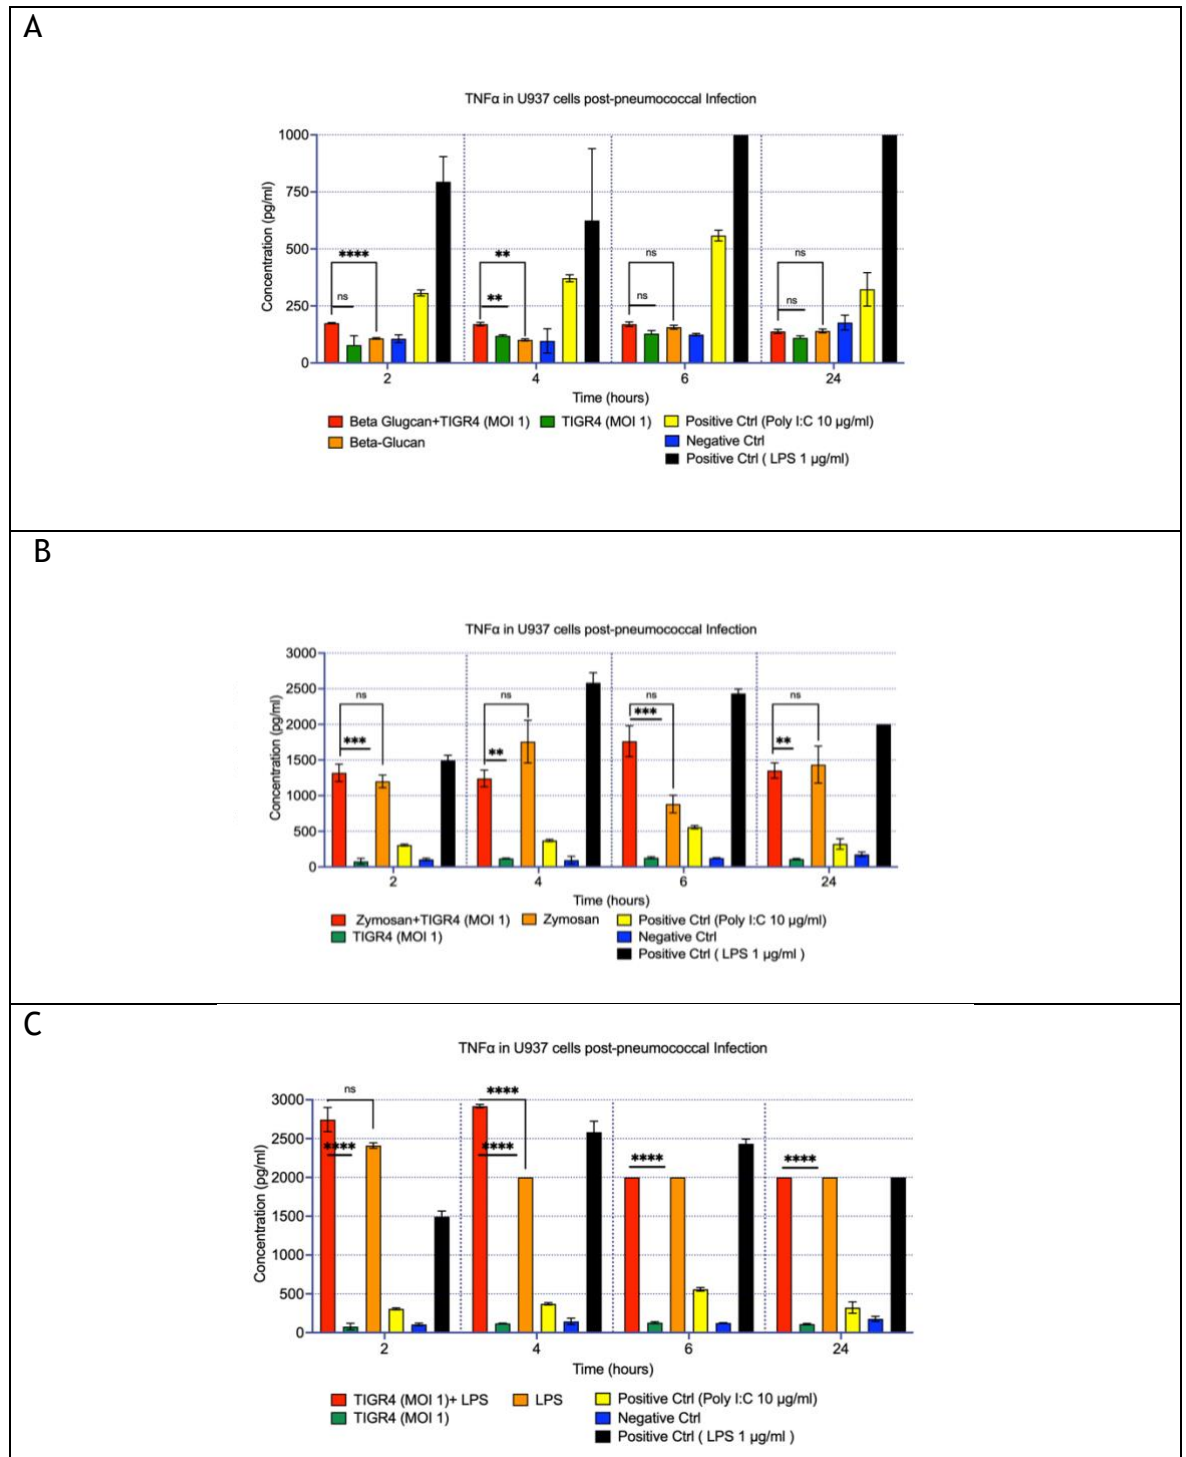 A
TNFα in U937 cells post-pneumococcal Infection
Concentration (pg/ml)
1000
750
500
250
0
**** ** ns ns
ns ** ns ns
2 4 6 24
Time (hours)
Beta Glugcan+TIGR4 (MOI 1) TIGR4 (MOI 1) Positive Ctrl (Poly I:C 10 µg/ml)
Beta-Glucan Negative Ctrl
Positive Ctrl ( LPS 1 µg/ml)
B
TNFα in U937 cells post-pneumococcal Infection
Concentration (pg/ml)
3000
2500
2000
1500
1000
500
0
ns ns ns ns
*** ** *** **
2 4 6 24
Time (hours)
Zymosan+TIGR4 (MOI 1) Zymosan Positive Ctrl (Poly I:C 10 µg/ml)
TIGR4 (MOI 1) Negative Ctrl
Positive Ctrl ( LPS 1 µg/ml )
C
TNFα in U937 cells post-pneumococcal Infection
Concentration (pg/ml)
3000
2500
2000
1500
1000
500
0
ns ****
**** **** **** ****
2 4 6 24
Time (hours)
TIGR4 (MOI 1)+ LPS LPS Positive Ctrl (Poly I:C 10 µg/ml)
TIGR4 (MOI 1) Negative Ctrl
Positive Ctrl ( LPS 1 µg/ml )